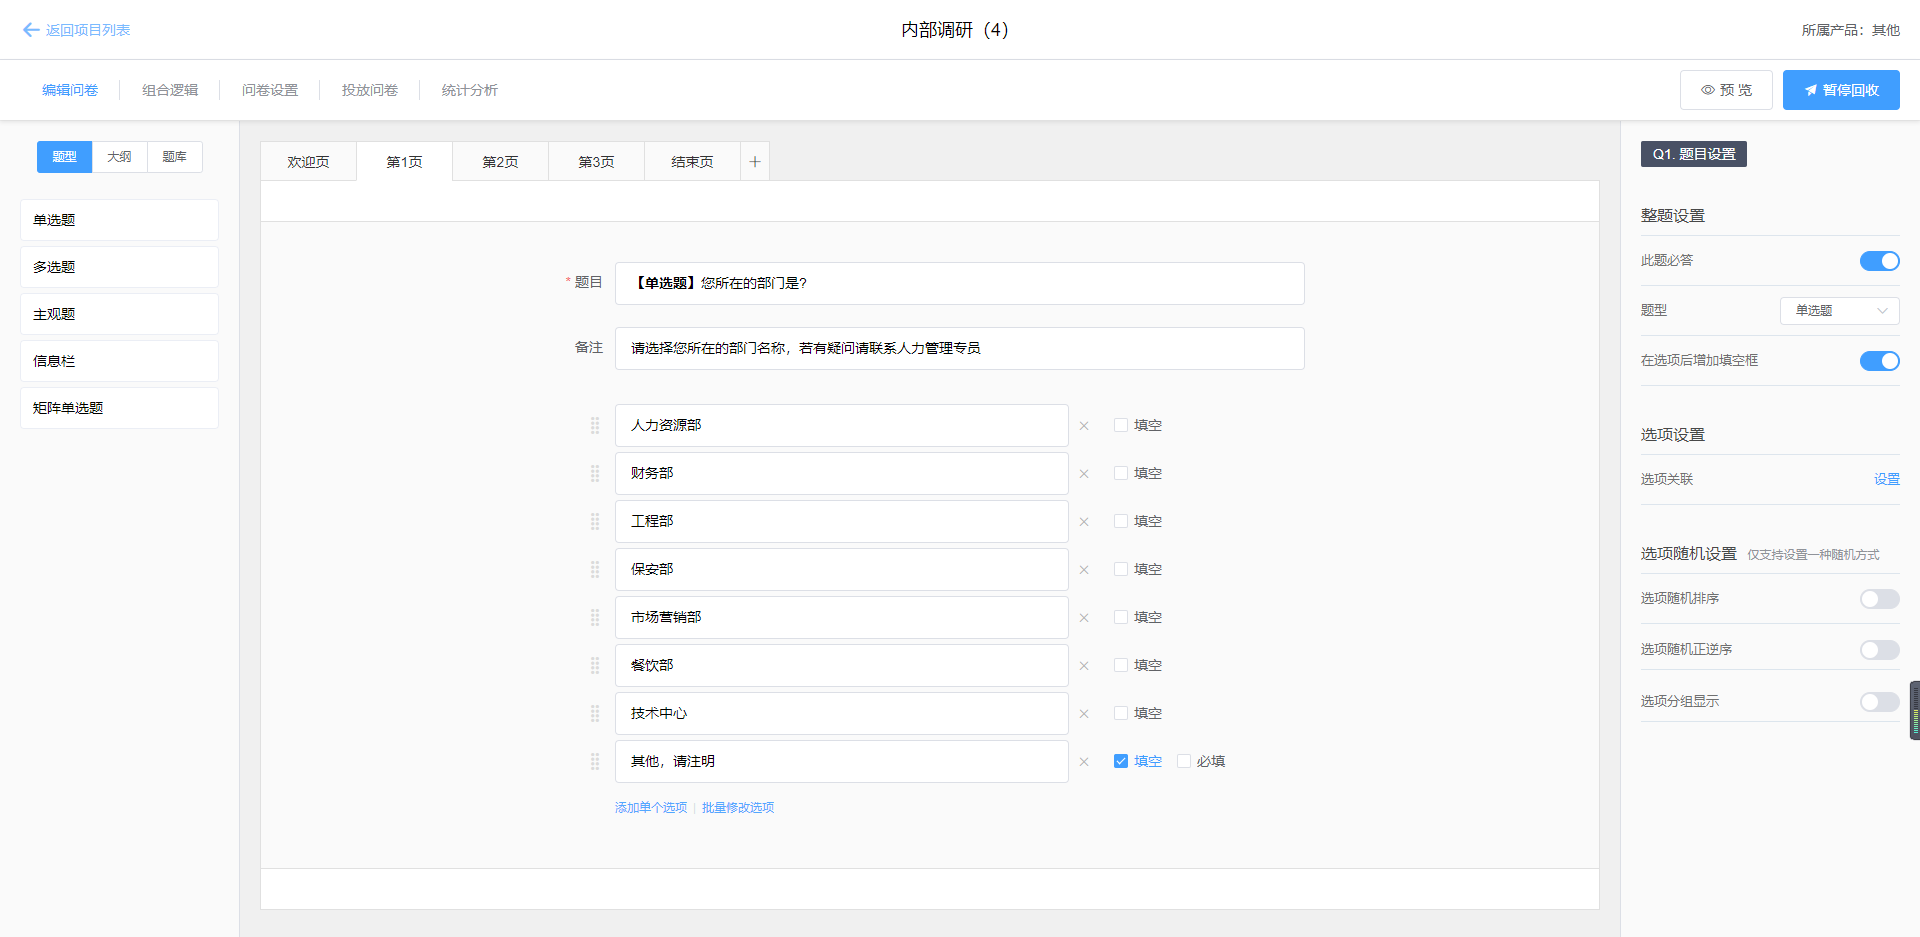 返回项目列表
内部调研（4）
所属产品：其他
编辑问卷
组合逻辑
问卷设置
投放问卷
统计分析
预 览
暂停回收
题型
大纲
题库
单选题
多选题
主观题
信息栏
矩阵单选题
欢迎页
第1页
第2页
第3页
结束页
* 题目
【单选题】您所在的部门是?
备注
请选择您所在的部门名称，若有疑问请联系人力管理专员
人力资源部
填空
财务部
填空
工程部
填空
保安部
填空
市场营销部
填空
餐饮部
填空
技术中心
填空
其他，请注明
填空
必填
添加单个选项 | 批量修改选项
Q1. 题目设置
整题设置
此题必答
题型
单选题
在选项后增加填空框
选项设置
选项关联
设置
选项随机设置 仅支持设置一种随机方式
选项随机排序
选项随机正逆序
选项分组显示